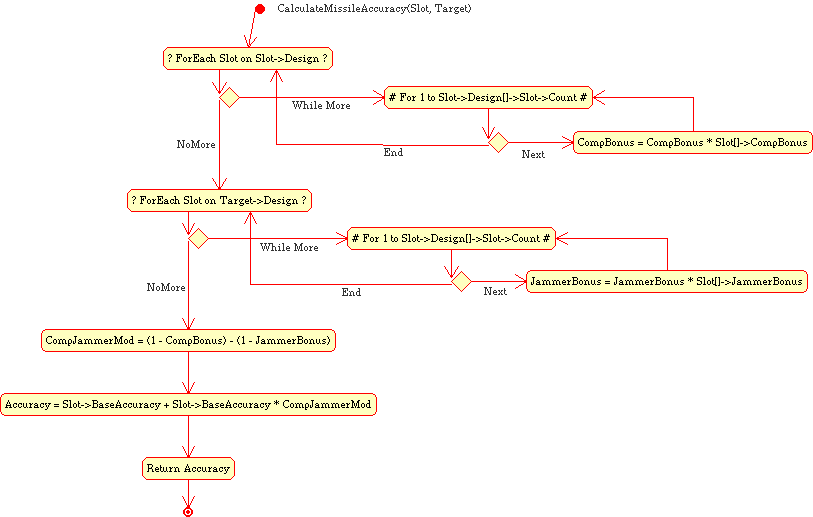 CalculateMissileAccuracy(Slot, Target)
? ForEach Slot on Slot->Design ?
# For 1 to Slot->Design[]->Slot->Count #
While More
NoMore
End
Next
CompBonus = CompBonus * Slot[]->CompBonus
? ForEach Slot on Target->Design ?
# For 1 to Slot->Design[]->Slot->Count #
While More
NoMore
End
Next
JammerBonus = JammerBonus * Slot[]->JammerBonus
CompJammerMod = (1 - CompBonus) - (1 - JammerBonus)
Accuracy = Slot->BaseAccuracy + Slot->BaseAccuracy * CompJammerMod
Return Accuracy